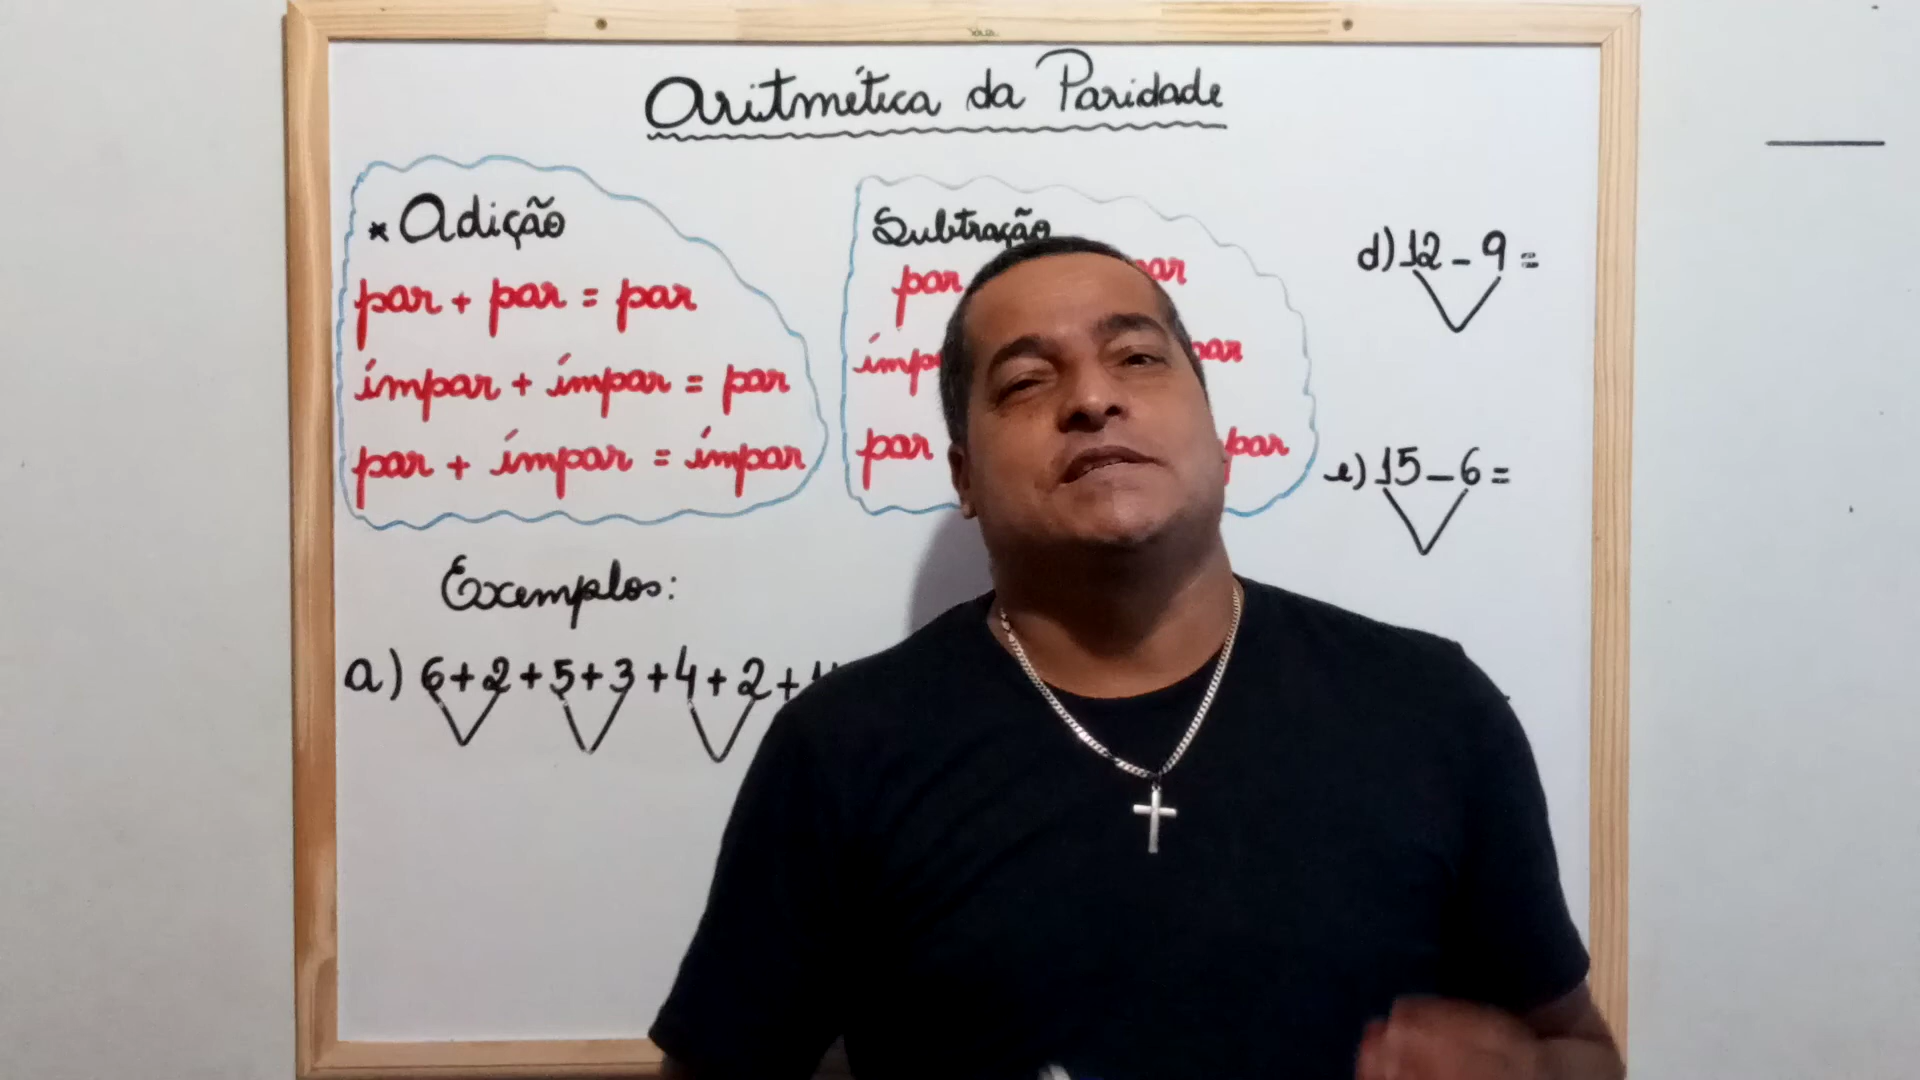 Aritmética da Paridade
* Adição
par + par = par
ímpar + ímpar = par
par + ímpar = ímpar
Subtração
par
par
par
Exemplos:
a) 6+2+5+3+4+2+
d) 12 - 9 =
e) 15 - 6 =